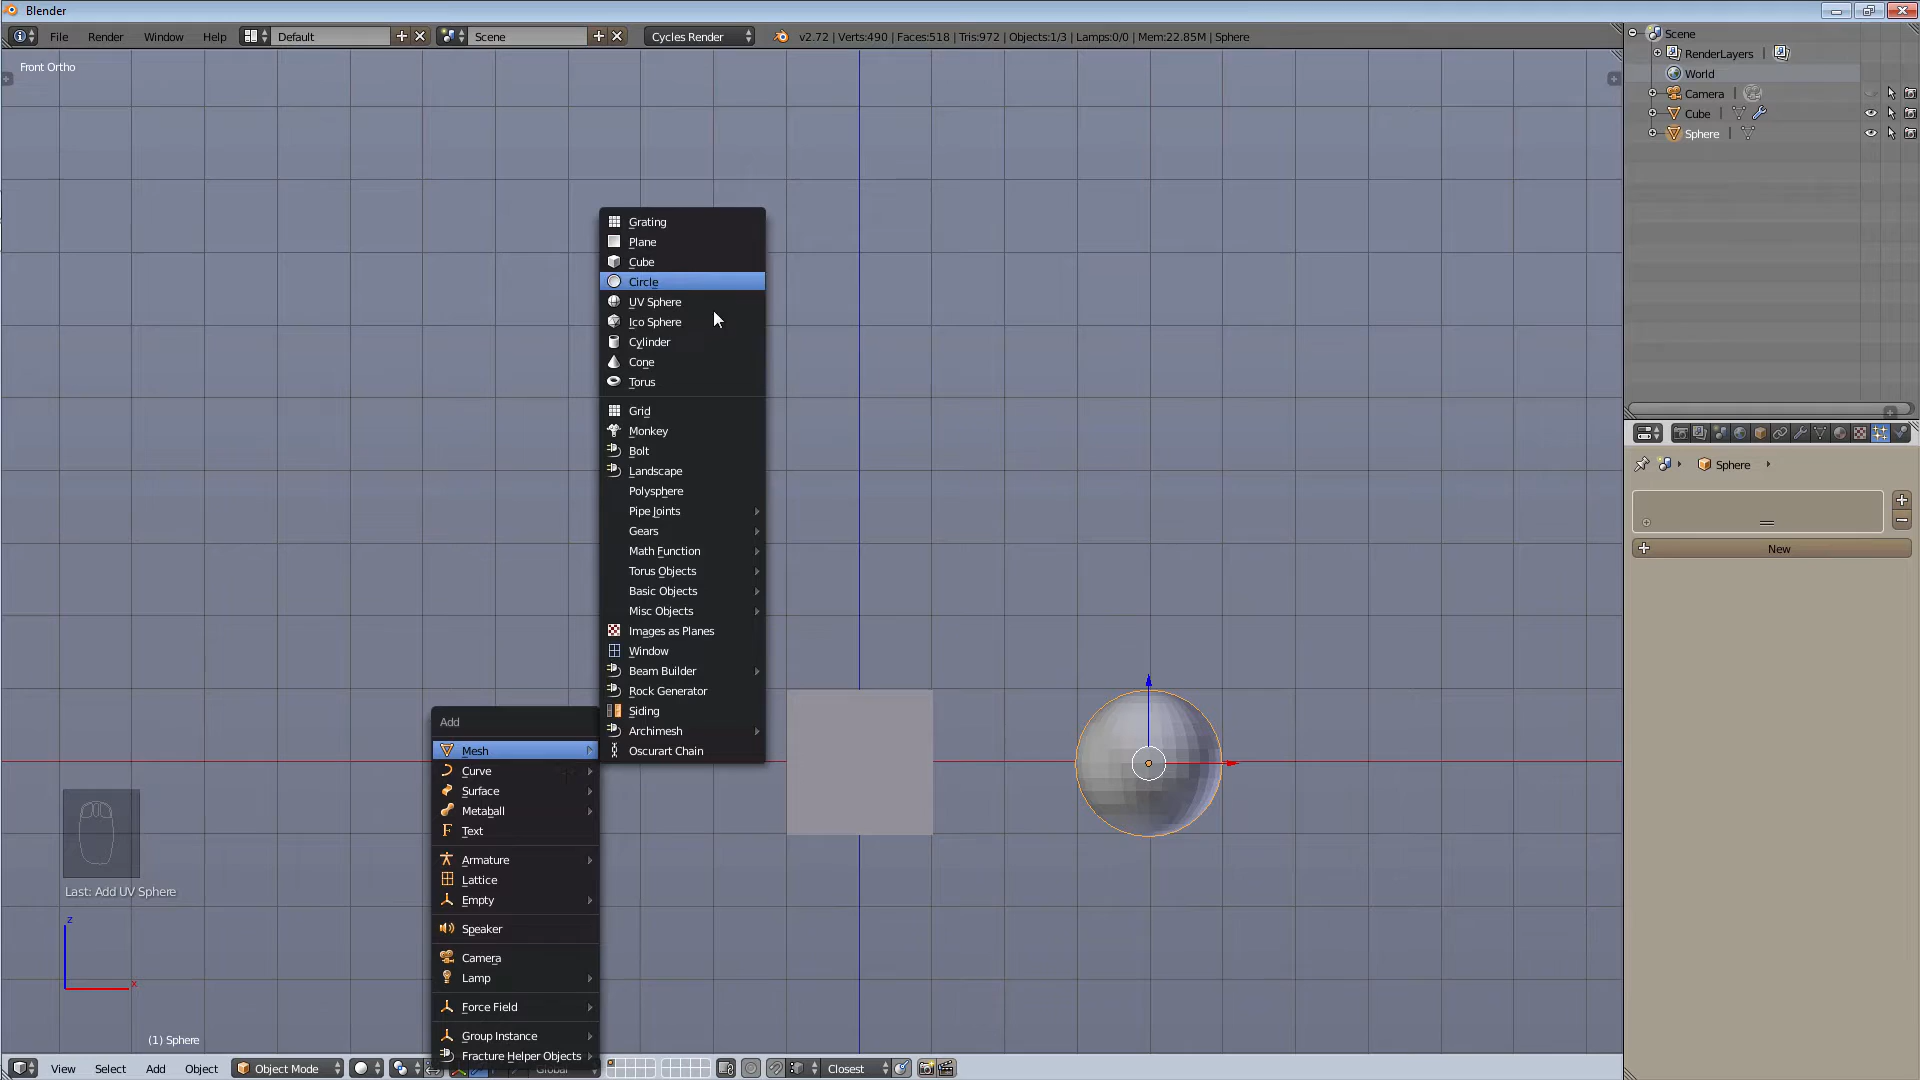 Blender
File Render Window Help Default Scene Cycles Render v2.72 | Verts:490 | Faces:518 | Tris:972 | Objects:1/3 | Lamps:0/0 | Mem:22.85M | Sphere
Front Ortho
Scene
RenderLayers
World
Camera
Cube
Sphere
Grating
Plane
Cube
Circle
UV Sphere
Ico Sphere
Cylinder
Cone
Torus
Grid
Monkey
Bolt
Landscape
Polysphere
Pipe Joints
Gears
Math Function
Torus Objects
Basic Objects
Misc Objects
Images as Planes
Window
Beam Builder
Rock Generator
Siding
Archimesh
Oscurart Chain
Add
Mesh
Curve
Surface
Metaball
Text
Armature
Lattice
Empty
Speaker
Camera
Lamp
Force Field
Group Instance
Fracture Helper Objects
Sphere
New
Last: Add UV Sphere
z
x
(1) Sphere
View Select Add Object Object Mode Global Closest